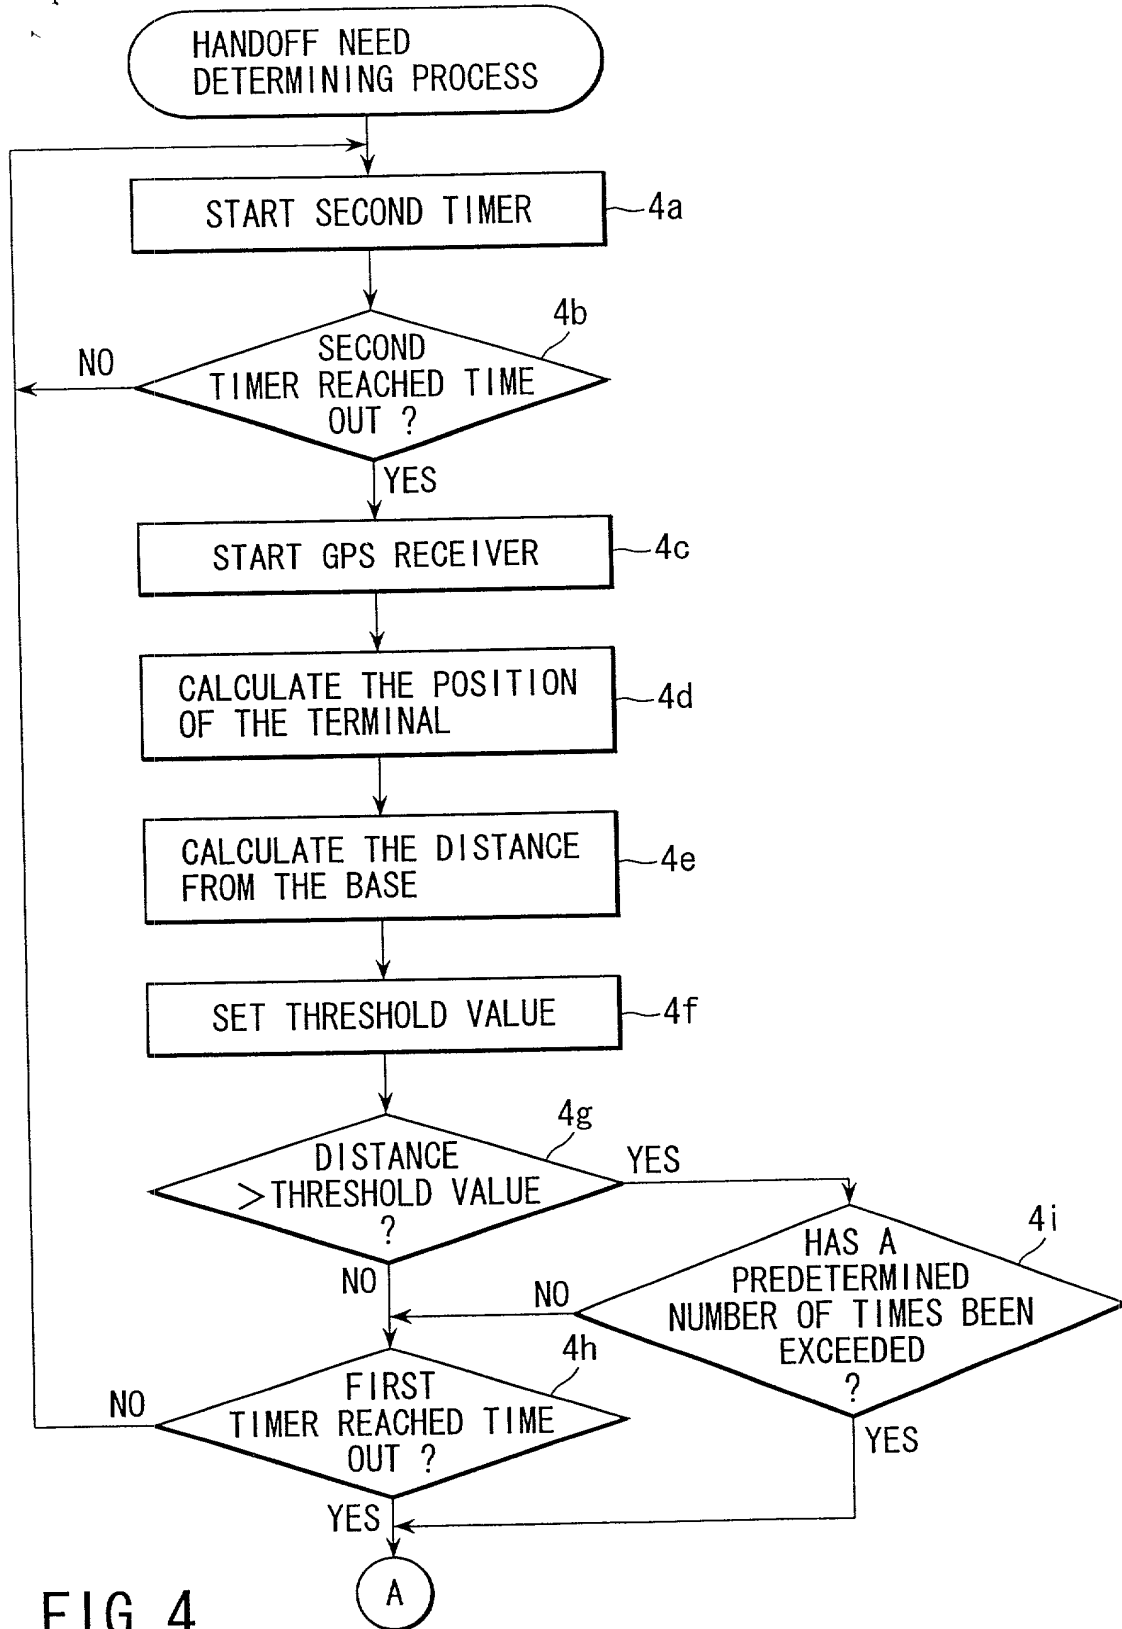 HANDOFF NEED
DETERMINING PROCESS
START SECOND TIMER
4a
4b
SECOND
TIMER REACHED TIME
OUT ?
NO
YES
START GPS RECEIVER
4c
CALCULATE THE POSITION
OF THE TERMINAL
4d
CALCULATE THE DISTANCE
FROM THE BASE
4e
SET THRESHOLD VALUE
4f
4g
DISTANCE
>THRESHOLD VALUE
?
YES
NO
4i
HAS A
PREDETERMINED
NUMBER OF TIMES BEEN
EXCEEDED
?
NO
YES
4h
FIRST
TIMER REACHED TIME
OUT ?
NO
YES
A
FIG. 4